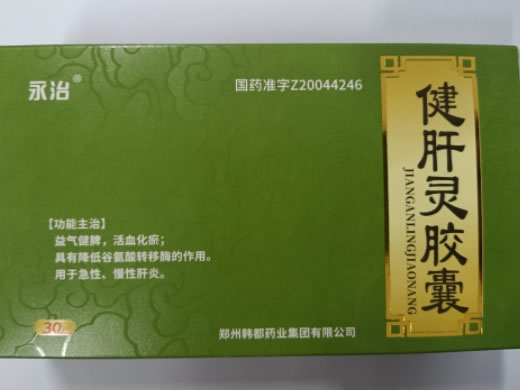 永治®
国药准字Z20044246
健肝灵胶囊
JIANGANLINGJIAONANG
【功能主治】
益气健脾，活血化瘀；
具有降低谷氨酸转移酶的作用。
用于急性、慢性肝炎。
30
郑州韩都药业集团有限公司